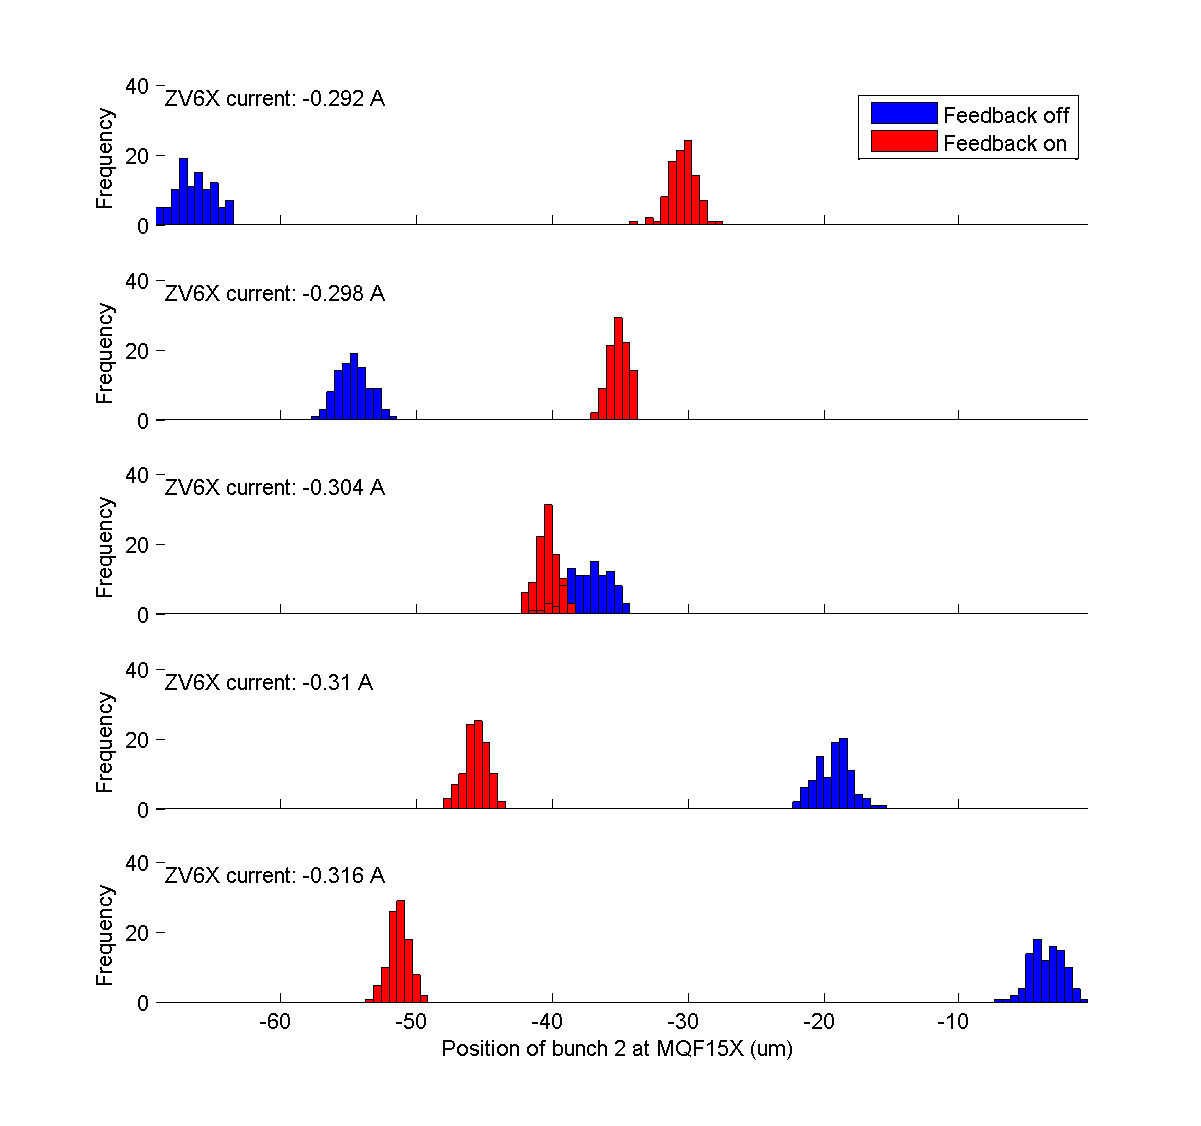 40
ZV6X current: -0.292 A
Feedback off
Feedback on
20
Frequency
0
40
ZV6X current: -0.298 A
20
Frequency
0
40
ZV6X current: -0.304 A
20
Frequency
0
40
ZV6X current: -0.31 A
20
Frequency
0
40
ZV6X current: -0.316 A
20
Frequency
0
-60 -50 -40 -30 -20 -10
Position of bunch 2 at MQF15X (um)